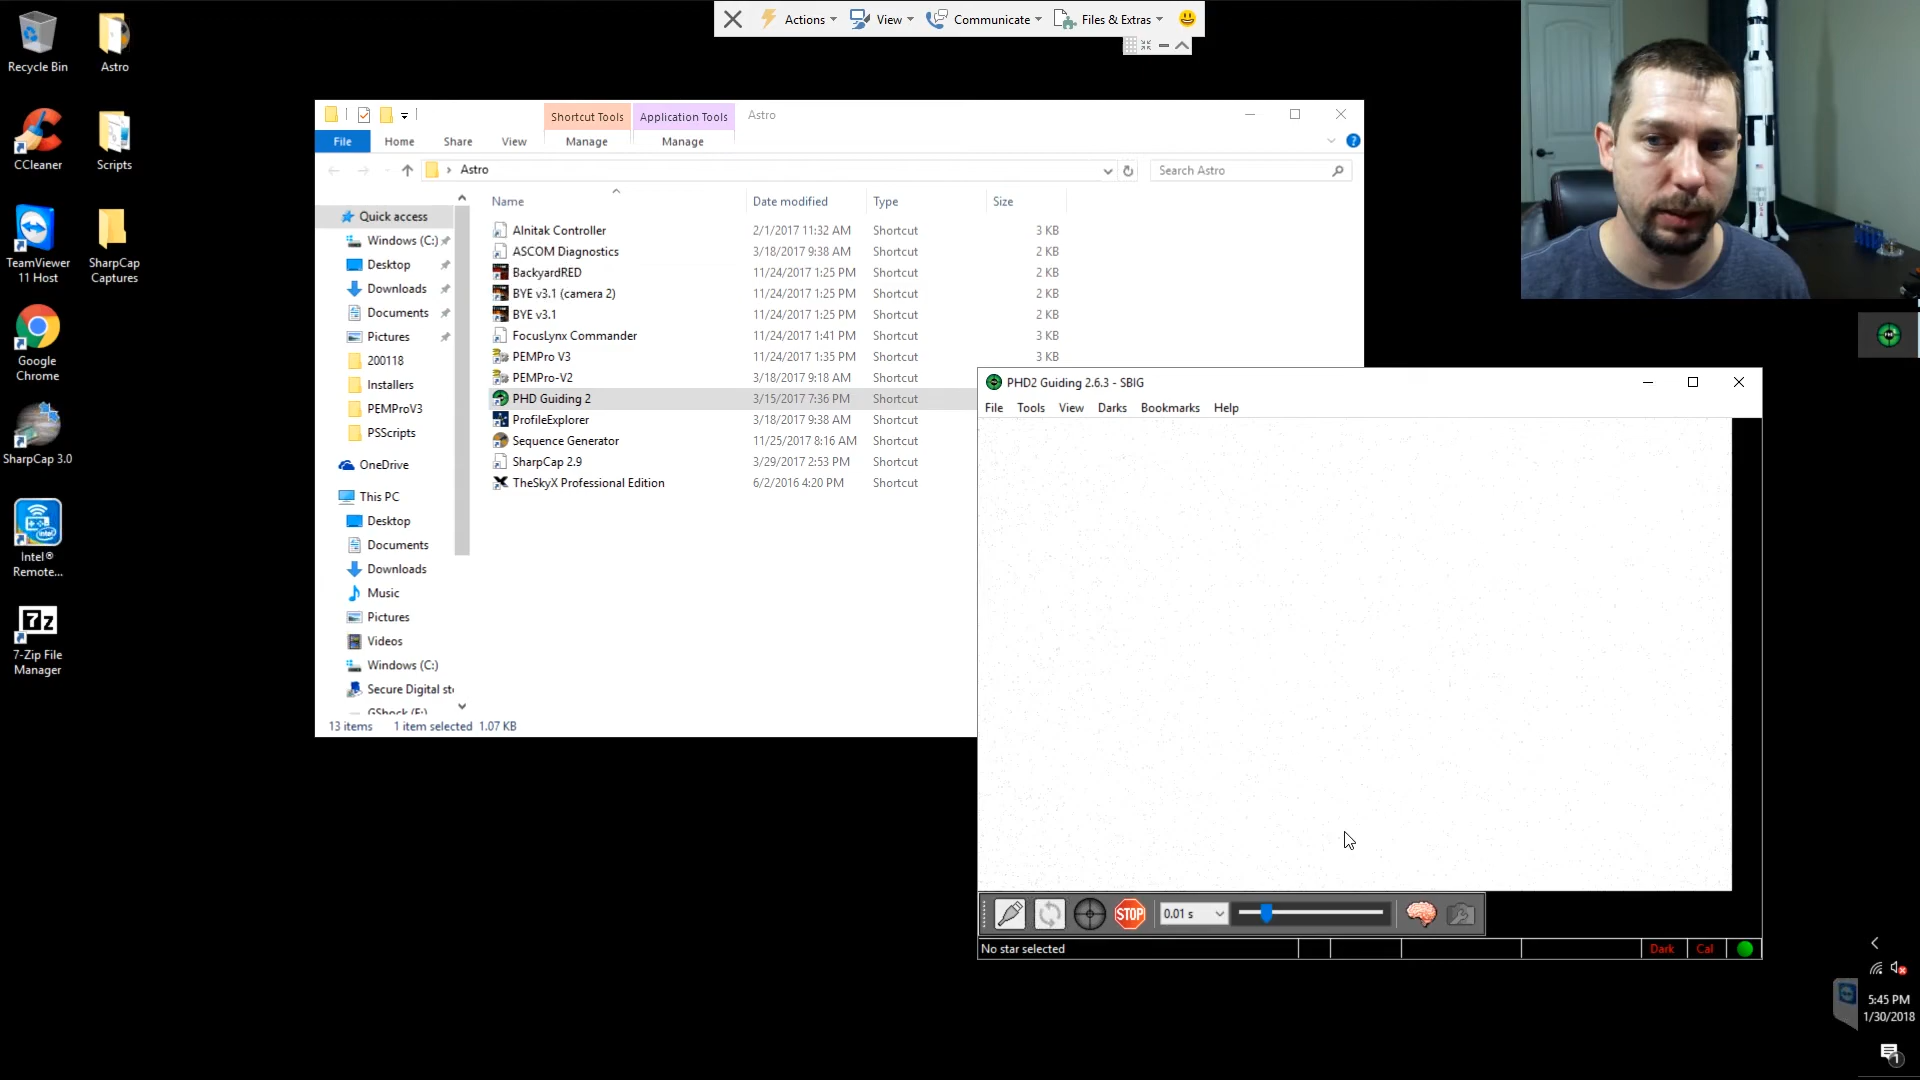 Actions
View
Communicate
Files & Extras
Recycle Bin
Astro
CCleaner
Scripts
TeamViewer
11 Host
SharpCap
Captures
Google
Chrome
SharpCap 3.0
Intel®
Remote...
7-Zip File
Manager
Shortcut Tools
Application Tools
Astro
File
Home
Share
View
Manage
Manage
Astro
Search Astro
Name
Date modified
Type
Size
Quick access
Windows (C:)
Desktop
Downloads
Documents
Pictures
200118
Installers
PEMProV3
PSScripts
OneDrive
This PC
Desktop
Documents
Downloads
Music
Pictures
Videos
Windows (C:)
Secure Digital sto
GShock (F:)
Alnitak Controller 2/1/2017 11:32 AM Shortcut 3 KB
ASCOM Diagnostics 3/18/2017 9:38 AM Shortcut 2 KB
BackyardRED 11/24/2017 1:25 PM Shortcut 2 KB
BYE v3.1 (camera 2) 11/24/2017 1:25 PM Shortcut 2 KB
BYE v3.1 11/24/2017 1:25 PM Shortcut 2 KB
FocusLynx Commander 11/24/2017 1:41 PM Shortcut 3 KB
PEMPro V3 11/24/2017 1:35 PM Shortcut 3 KB
PEMPro-V2 3/18/2017 9:18 AM Shortcut
PHD Guiding 2 3/15/2017 7:36 PM Shortcut
ProfileExplorer 3/18/2017 9:38 AM Shortcut
Sequence Generator 11/25/2017 8:16 AM Shortcut
SharpCap 2.9 3/29/2017 2:53 PM Shortcut
TheSkyX Professional Edition 6/2/2016 4:20 PM Shortcut
13 items 1 item selected 1.07 KB
PHD2 Guiding 2.6.3 - SBIG
File Tools View Darks Bookmarks Help
STOP
0.01 s
No star selected
Dark
Cal
5:45 PM
1/30/2018
1
USA